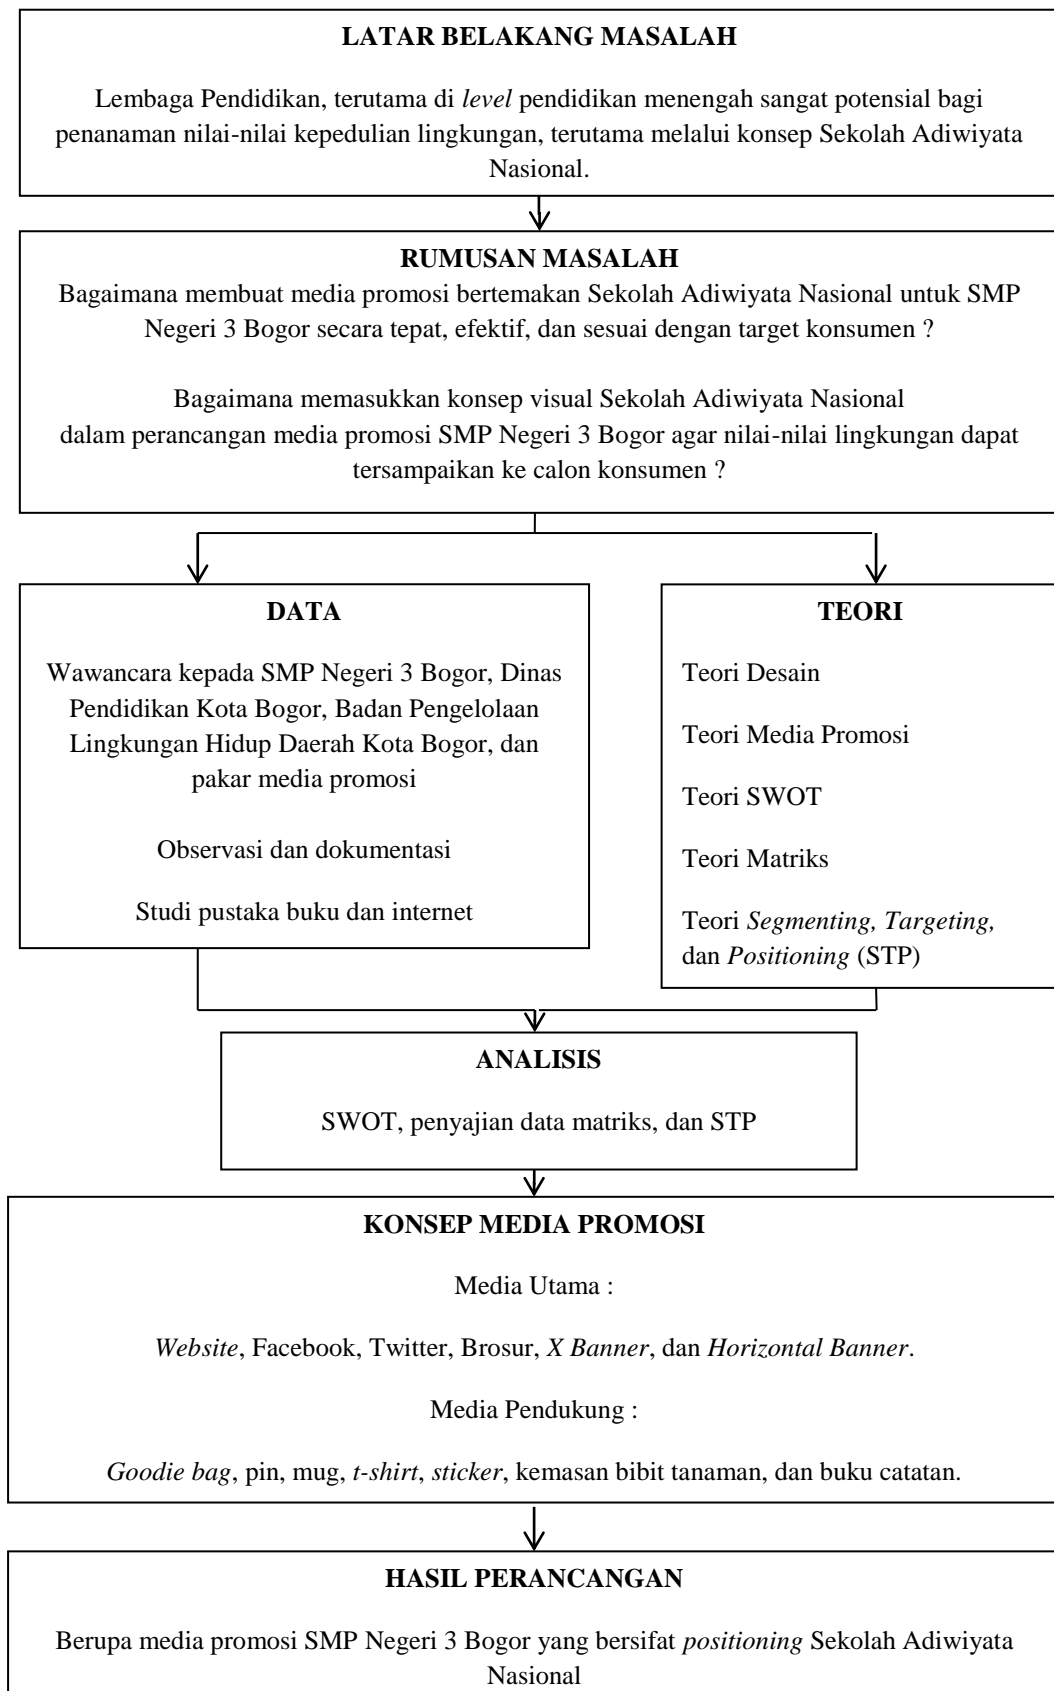 LATAR BELAKANG MASALAH
Lembaga Pendidikan, terutama di level pendidikan menengah sangat potensial bagi
penanaman nilai-nilai kepedulian lingkungan, terutama melalui konsep Sekolah Adiwiyata
Nasional.
RUMUSAN MASALAH
Bagaimana membuat media promosi bertemakan Sekolah Adiwiyata Nasional untuk SMP
Negeri 3 Bogor secara tepat, efektif, dan sesuai dengan target konsumen ?
Bagaimana memasukkan konsep visual Sekolah Adiwiyata Nasional
dalam perancangan media promosi SMP Negeri 3 Bogor agar nilai-nilai lingkungan dapat
tersampaikan ke calon konsumen ?
DATA
Wawancara kepada SMP Negeri 3 Bogor, Dinas
Pendidikan Kota Bogor, Badan Pengelolaan
Lingkungan Hidup Daerah Kota Bogor, dan
pakar media promosi
Observasi dan dokumentasi
Studi pustaka buku dan internet
TEORI
Teori Desain
Teori Media Promosi
Teori SWOT
Teori Matriks
Teori Segmenting, Targeting,
dan Positioning (STP)
ANALISIS
SWOT, penyajian data matriks, dan STP
KONSEP MEDIA PROMOSI
Media Utama :
Website, Facebook, Twitter, Brosur, X Banner, dan Horizontal Banner.
Media Pendukung :
Goodie bag, pin, mug, t-shirt, sticker, kemasan bibit tanaman, dan buku catatan.
HASIL PERANCANGAN
Berupa media promosi SMP Negeri 3 Bogor yang bersifat positioning Sekolah Adiwiyata
Nasional